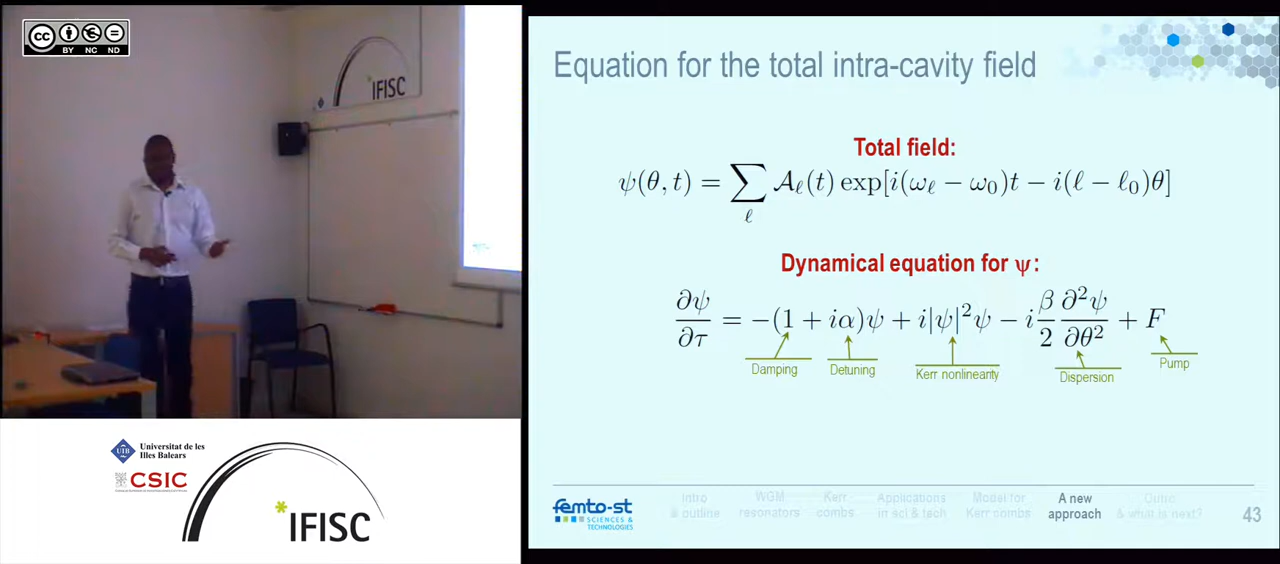 cc
BY NC ND
*IFISC
Equation for the total intra-cavity field
Total field:
ψ(θ, t) = ∑_ℓ 𝒜_ℓ(t) exp[i(ω_ℓ − ω_0)t − i(ℓ − ℓ_0)θ]
Dynamical equation for ψ:
∂ψ/∂τ = −(1 + iα)ψ + i|ψ|²ψ − i β/2 ∂²ψ/∂θ² + F
Damping
Detuning
Kerr nonlinearity
Dispersion
Pump
UIB
Universitat de les
Illes Balears
CSIC
*IFISC
femto-st
SCIENCES &
TECHNOLOGIES
Intro
& outline
WGM
resonators
Kerr
combs
Applications
in sci & tech
Model for
Kerr combs
A new
approach
Outro
& what is next?
43